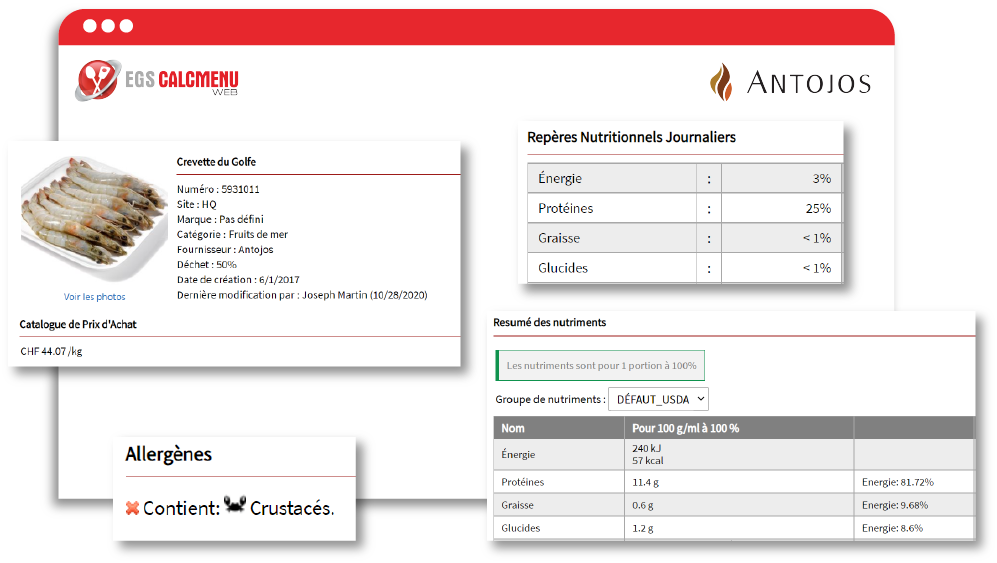 EGS CALCMENU
WEB
ANTOJOS
Crevette du Golfe
Numéro : 5931011
Site : HQ
Marque : Pas défini
Catégorie : Fruits de mer
Fournisseur : Antojos
Déchet : 50%
Date de création : 6/1/2017
Dernière modification par : Joseph Martin (10/28/2020)
Voir les photos
Catalogue de Prix d'Achat
CHF 44.07 /kg
Repères Nutritionnels Journaliers
Énergie : 3%
Protéines : 25%
Graisse : < 1%
Glucides : < 1%
Resumé des nutriments
Les nutriments sont pour 1 portion à 100%
Groupe de nutriments : DÉFAUT_USDA
Nom Pour 100 g/ml à 100 %
Énergie 240 kJ
57 kcal
Protéines 11.4 g Energie: 81.72%
Graisse 0.6 g Energie: 9.68%
Glucides 1.2 g Energie: 8.6%
Allergènes
Contient: Crustacés.